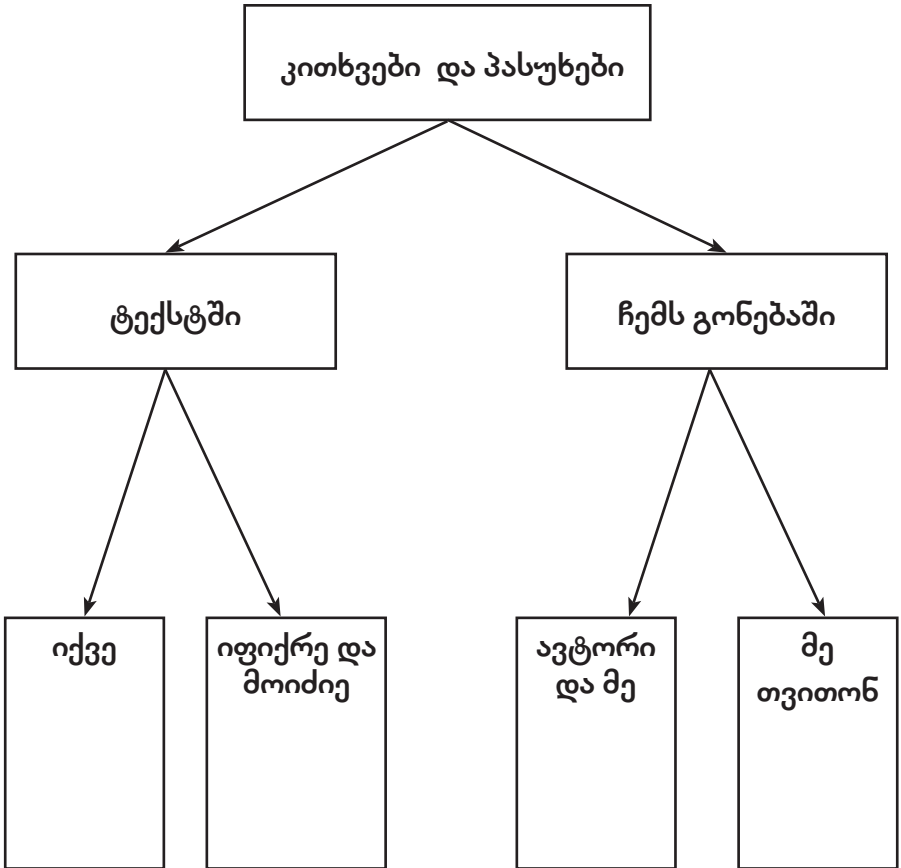 კითხვები და პასუხები
ტექსტში
ჩემს გონებაში
იქვე
იფიქრე და
მოიძიე
ავტორი
და მე
მე
თვითონ